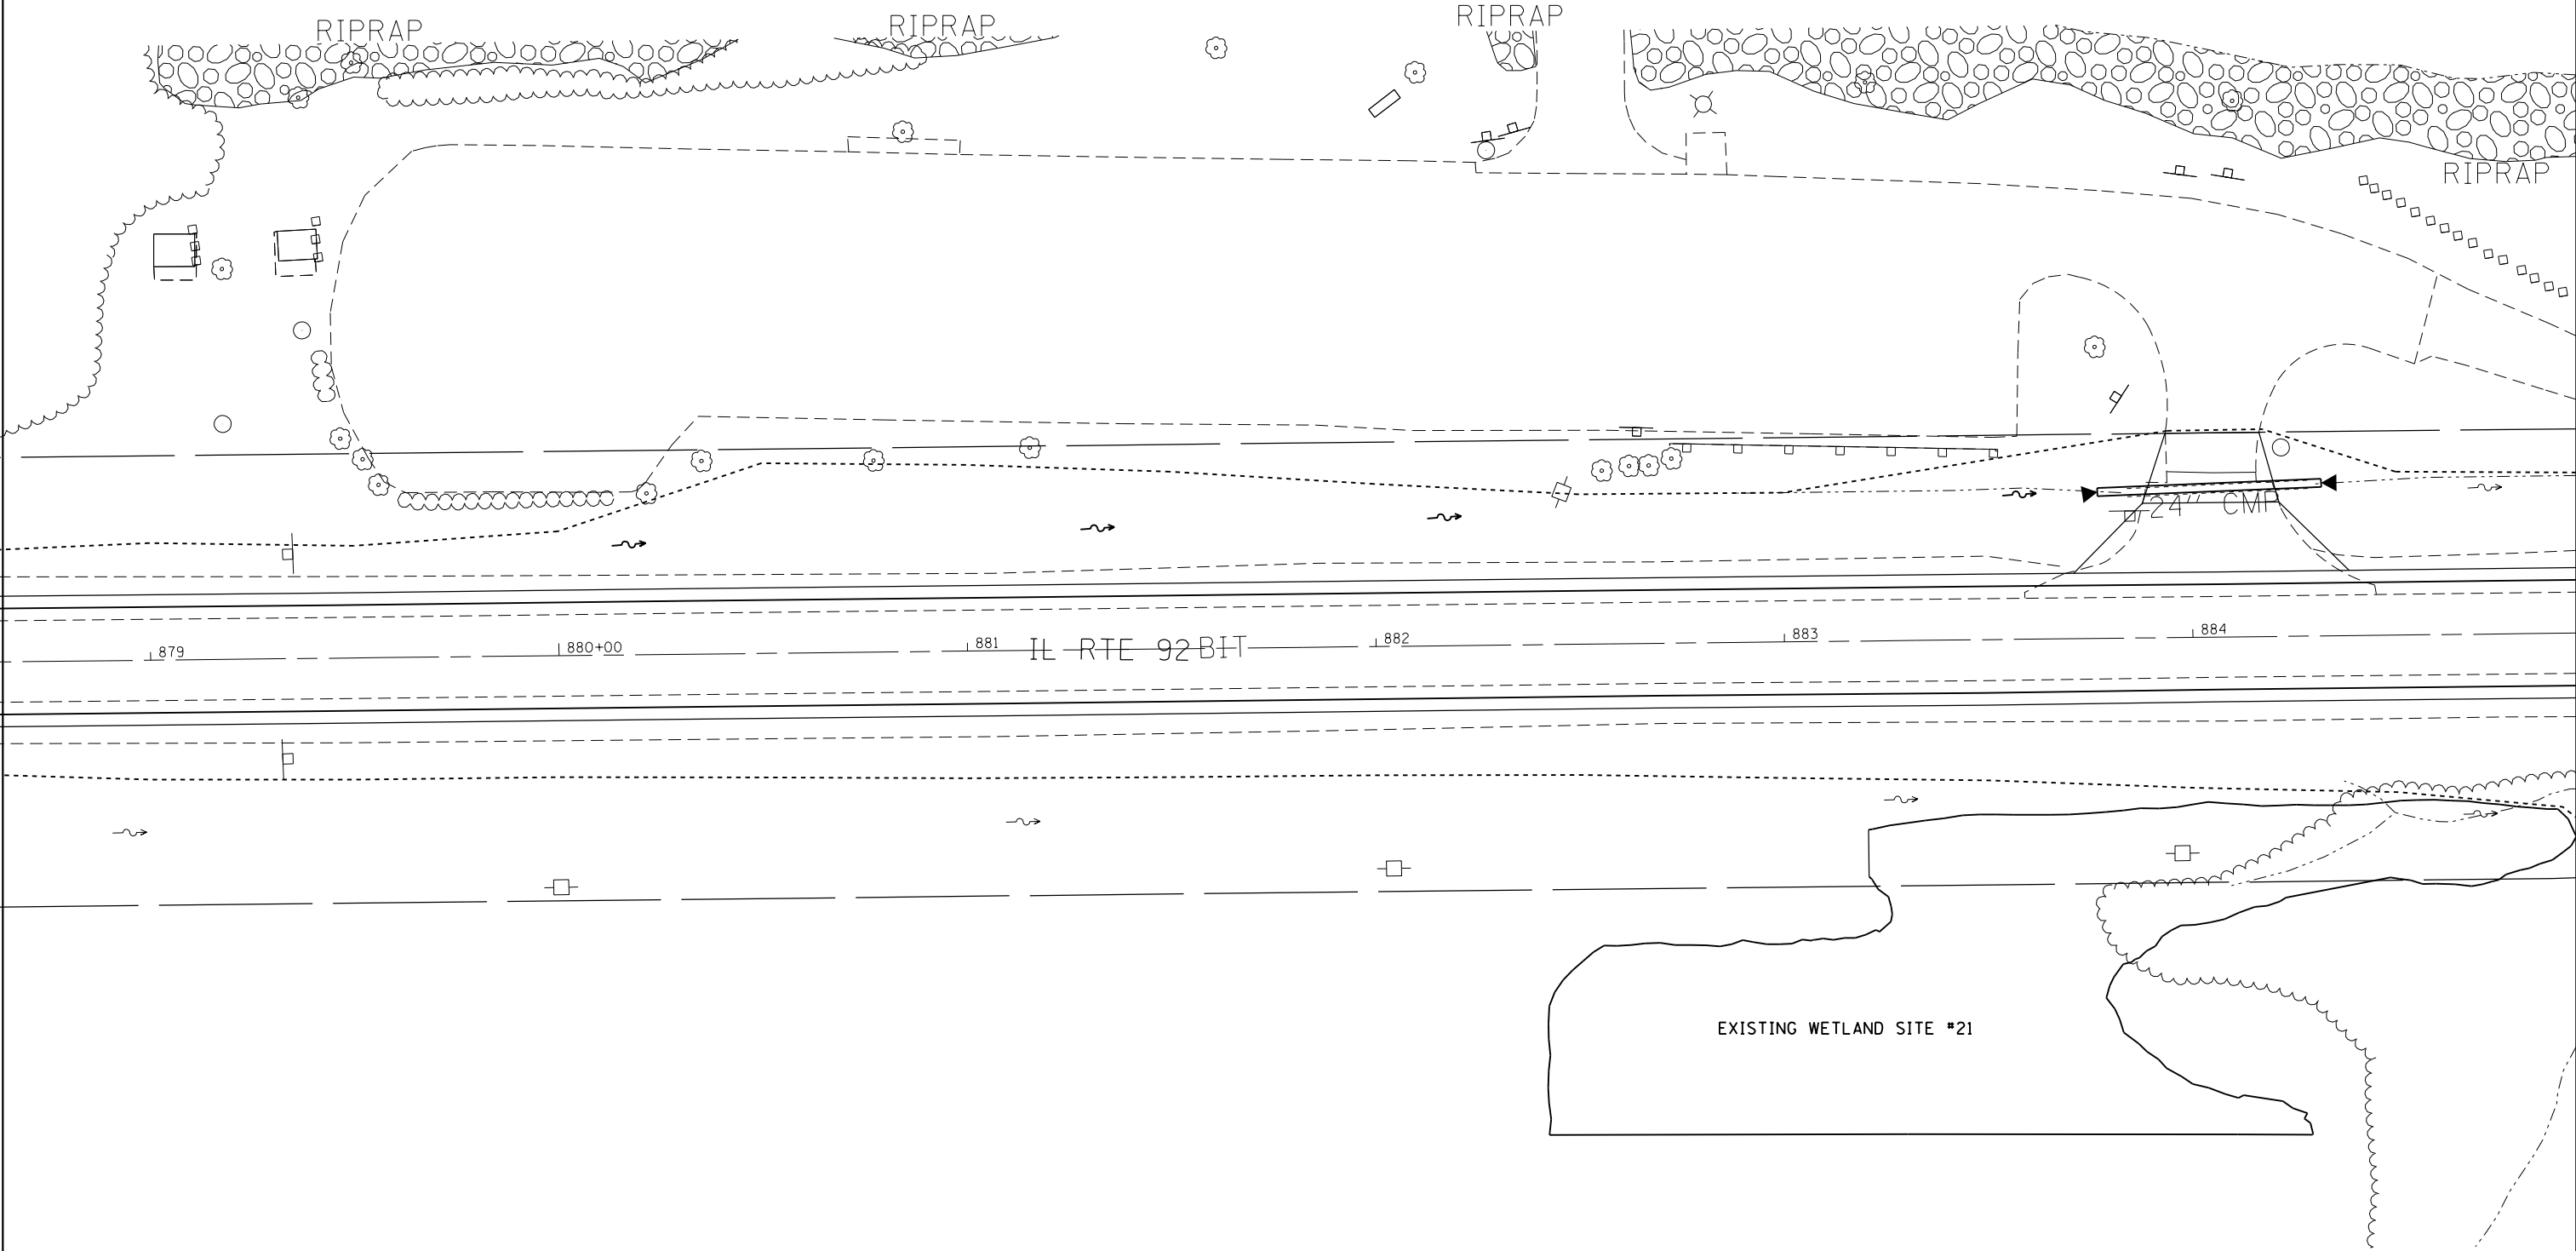 RIPRAP
RIPRAP
RIPRAP
RIPRAP
24'' CMP
879
880+00
881
IL RTE 92 BIT
882
883
884
EXISTING WETLAND SITE #21